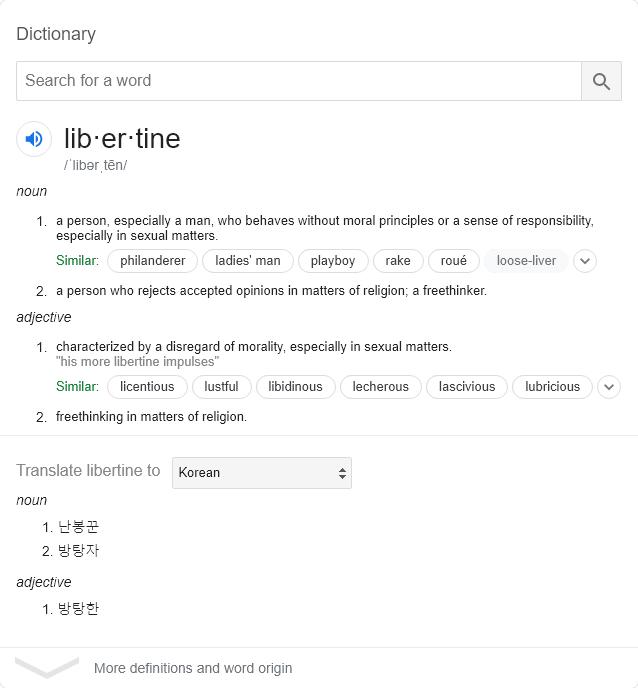 Dictionary
Search for a word
lib·er·tine
/ˈlibərˌtēn/
noun
1. a person, especially a man, who behaves without moral principles or a sense of responsibility,
especially in sexual matters.
Similar: philanderer ladies' man playboy rake roué loose-liver
2. a person who rejects accepted opinions in matters of religion; a freethinker.
adjective
1. characterized by a disregard of morality, especially in sexual matters.
"his more libertine impulses"
Similar: licentious lustful libidinous lecherous lascivious lubricious
2. freethinking in matters of religion.
Translate libertine to Korean
noun
1. 난봉꾼
2. 방탕자
adjective
1. 방탕한
More definitions and word origin